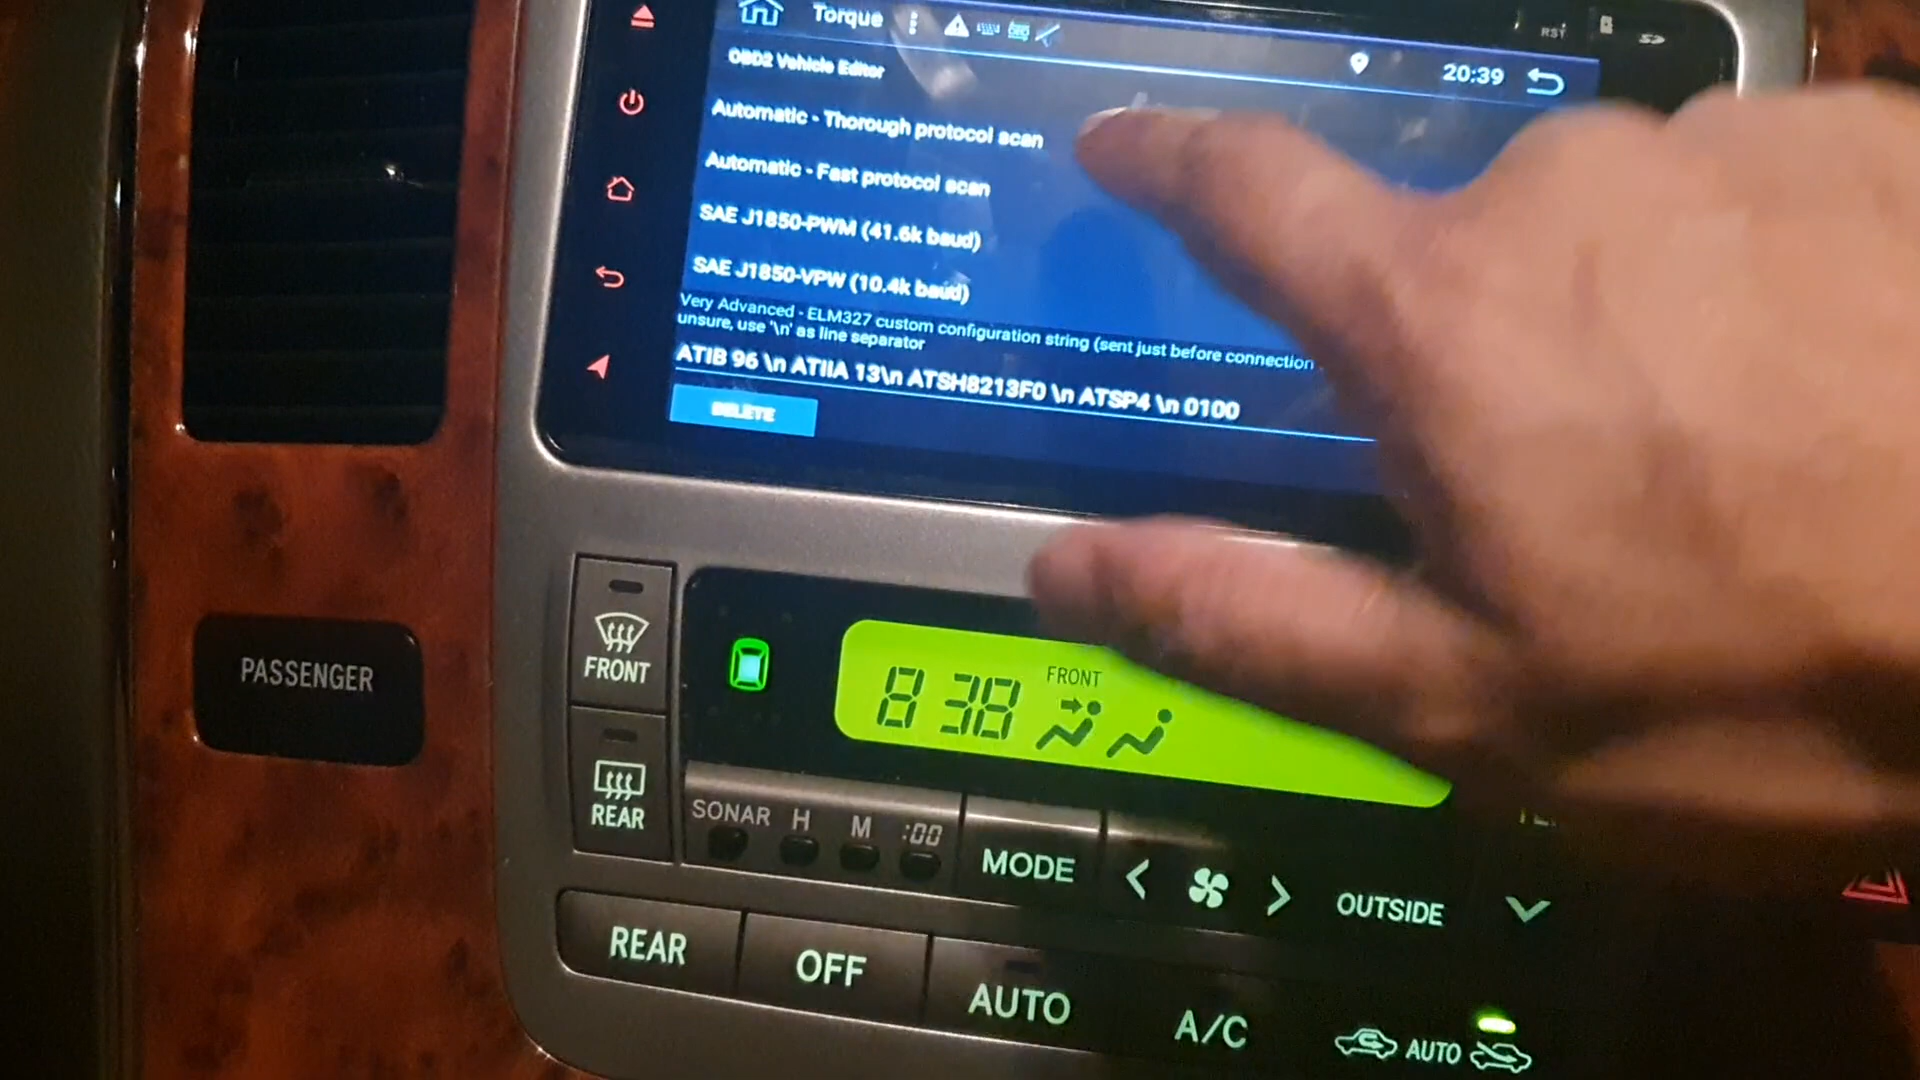 Torque
RST
20:39
OBD2 Vehicle Editor
Automatic - Thorough protocol scan
Automatic - Fast protocol scan
SAE J1850-PWM (41.6k baud)
SAE J1850-VPW (10.4k baud)
Very Advanced - ELM327 custom configuration string (sent just before connection
unsure, use '\n' as line separator
ATIB 96 \n ATIIA 13\n ATSH8213F0 \n ATSP4 \n 0100
DELETE
PASSENGER
FRONT
8 38
FRONT
REAR
SONAR H M :00
MODE
OUTSIDE
REAR
OFF
AUTO
A/C
AUTO